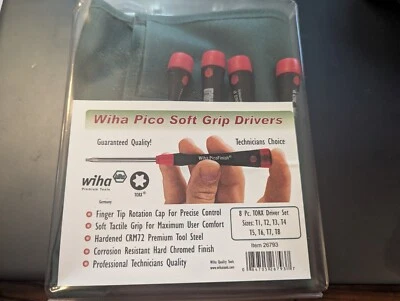 Wiha Pico Soft Grip Drivers
Guaranteed Quality!
Technicians Choice
Wiha PicoFinish®
wiha
Premium Tools
TORX®
Germany
• Finger Tip Rotation Cap For Precise Control
• Soft Tactile Grip For Maximum User Comfort
• Hardened CRM72 Premium Tool Steel
• Corrosion Resistant Hard Chromed Finish
• Professional Technicians Quality
8 Pc. TORX Driver Set
Sizes: T1, T2, T3, T4
T5, T6, T7, T8
Item 26793
Wiha Quality Tools